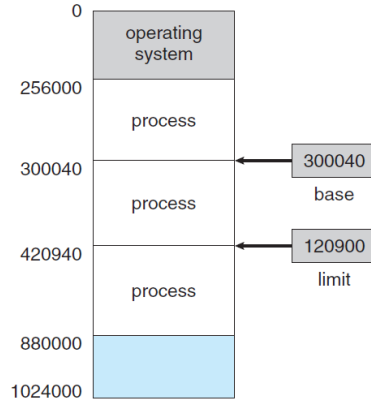 0
operating
system
256000
process
300040
300040
base
process
420940
120900
limit
process
880000
1024000